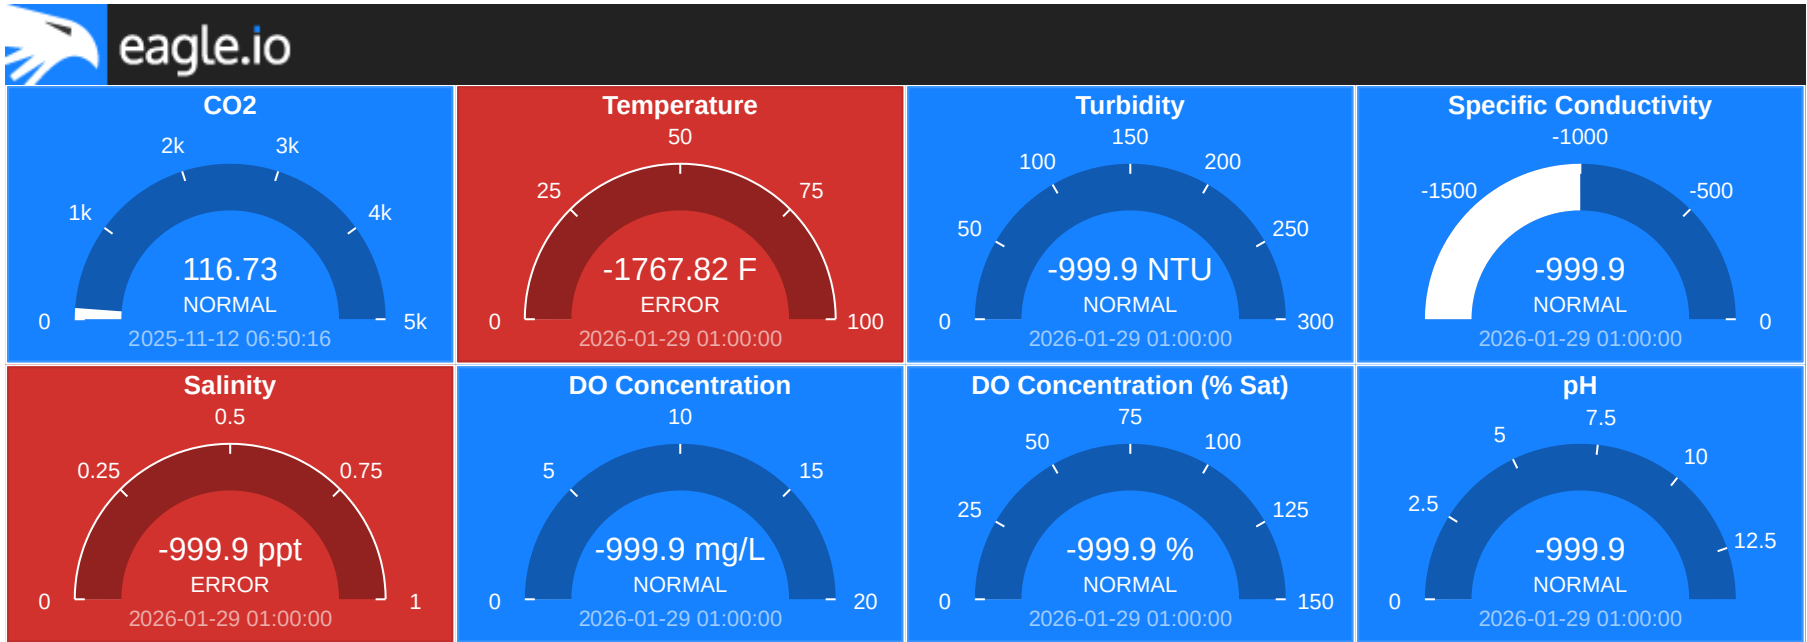 eagle.io
CO2
0
1k
2k
3k
4k
5k
116.73
NORMAL
2025-11-12 06:50:16
Temperature
0
25
50
75
100
-1767.82 F
ERROR
2026-01-29 01:00:00
Turbidity
0
50
100
150
200
250
300
-999.9 NTU
NORMAL
2026-01-29 01:00:00
Specific Conductivity
-1500
-1000
-500
0
-999.9
NORMAL
2026-01-29 01:00:00
Salinity
0
0.25
0.5
0.75
1
-999.9 ppt
ERROR
2026-01-29 01:00:00
DO Concentration
0
5
10
15
20
-999.9 mg/L
NORMAL
2026-01-29 01:00:00
DO Concentration (% Sat)
0
25
50
75
100
125
150
-999.9 %
NORMAL
2026-01-29 01:00:00
pH
0
2.5
5
7.5
10
12.5
-999.9
NORMAL
2026-01-29 01:00:00